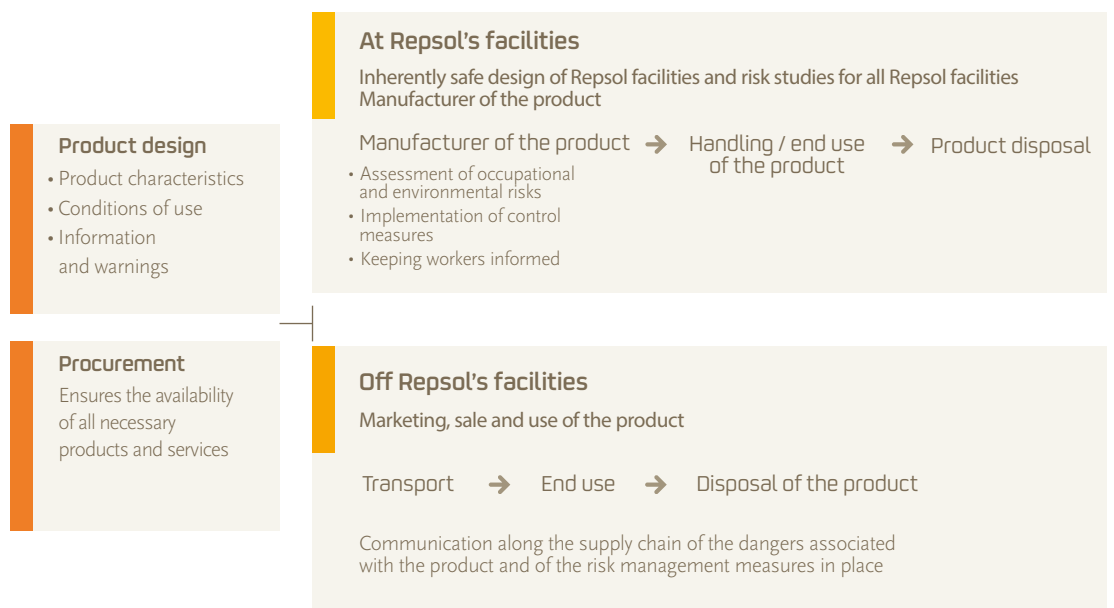 Product design
• Product characteristics
• Conditions of use
• Information
and warnings
Procurement
Ensures the availability
of all necessary
products and services
At Repsol's facilities
Inherently safe design of Repsol facilities and risk studies for all Repsol facilities
Manufacturer of the product
Manufacturer of the product → Handling / end use
of the product → Product disposal
• Assessment of occupational
and environmental risks
• Implementation of control
measures
• Keeping workers informed
Off Repsol's facilities
Marketing, sale and use of the product
Transport → End use → Disposal of the product
Communication along the supply chain of the dangers associated
with the product and of the risk management measures in place